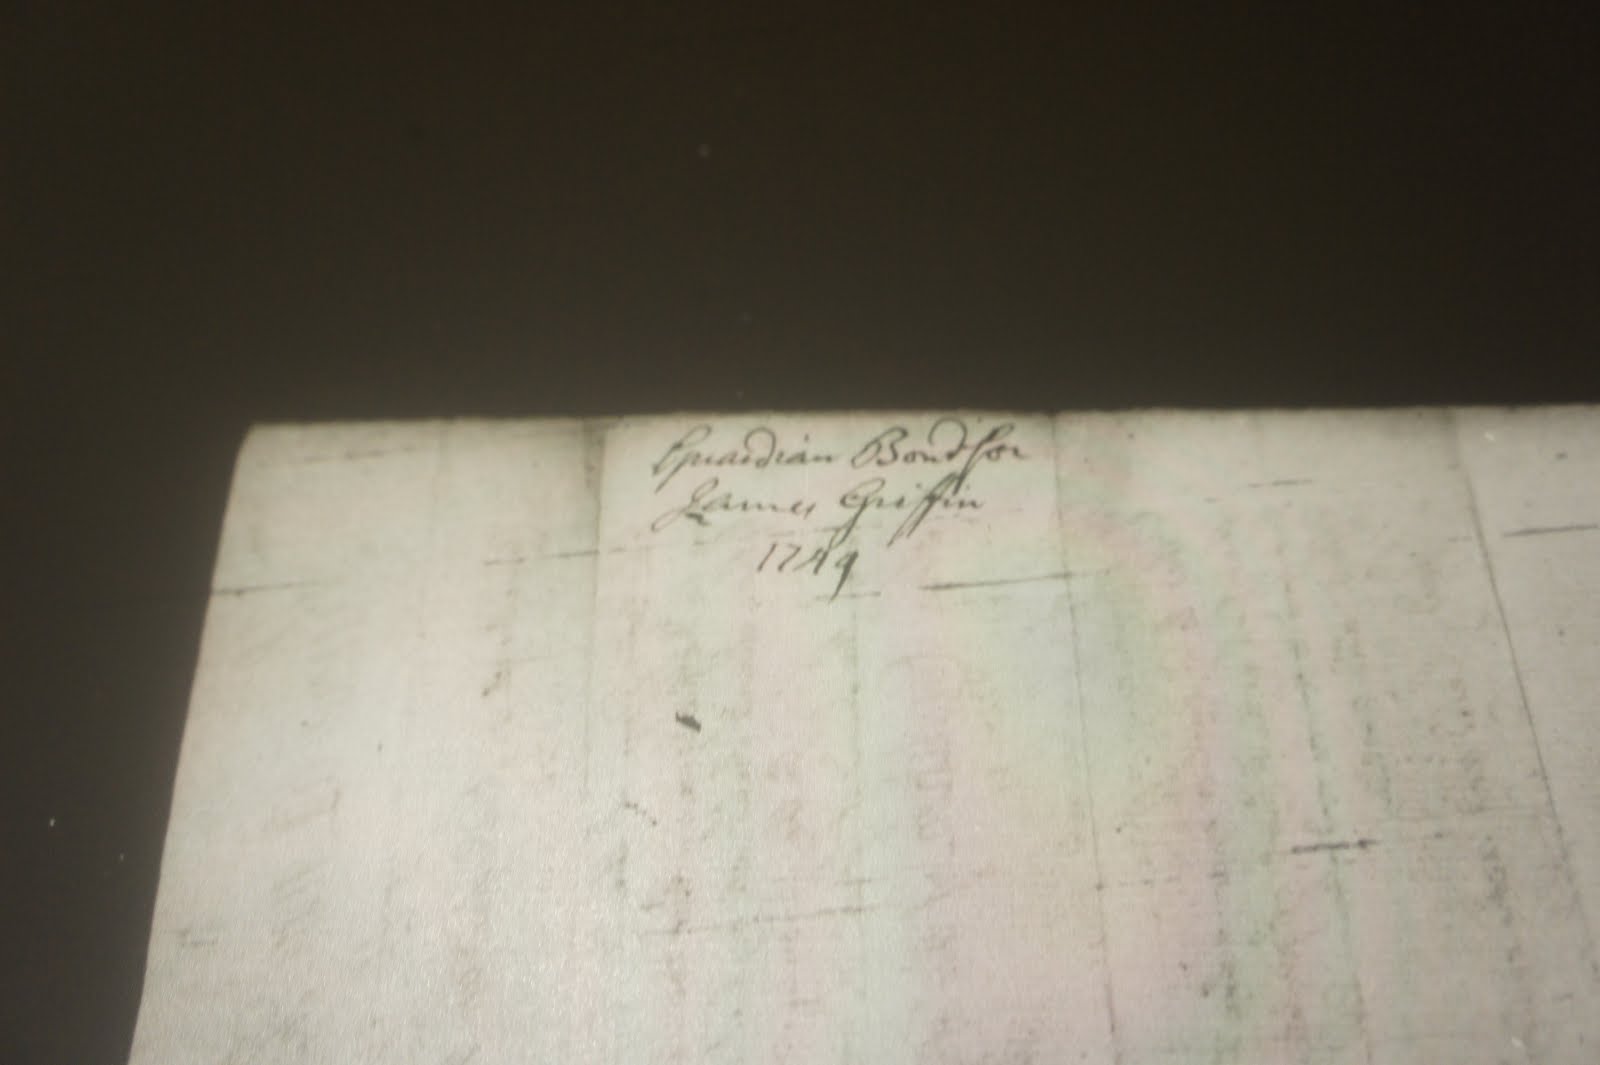 Guardian Bond for
James Griffin
1749